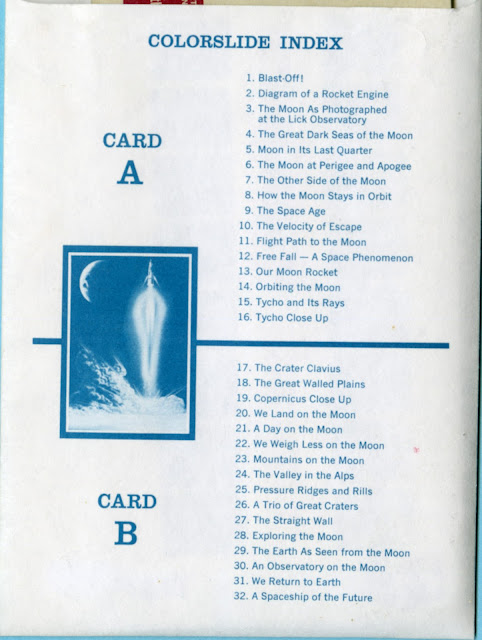 COLORSLIDE INDEX
CARD
A
1. Blast-Off!
2. Diagram of a Rocket Engine
3. The Moon As Photographed
at the Lick Observatory
4. The Great Dark Seas of the Moon
5. Moon in Its Last Quarter
6. The Moon at Perigee and Apogee
7. The Other Side of the Moon
8. How the Moon Stays in Orbit
9. The Space Age
10. The Velocity of Escape
11. Flight Path to the Moon
12. Free Fall — A Space Phenomenon
13. Our Moon Rocket
14. Orbiting the Moon
15. Tycho and Its Rays
16. Tycho Close Up
CARD
B
17. The Crater Clavius
18. The Great Walled Plains
19. Copernicus Close Up
20. We Land on the Moon
21. A Day on the Moon
22. We Weigh Less on the Moon
23. Mountains on the Moon
24. The Valley in the Alps
25. Pressure Ridges and Rills
26. A Trio of Great Craters
27. The Straight Wall
28. Exploring the Moon
29. The Earth As Seen from the Moon
30. An Observatory on the Moon
31. We Return to Earth
32. A Spaceship of the Future